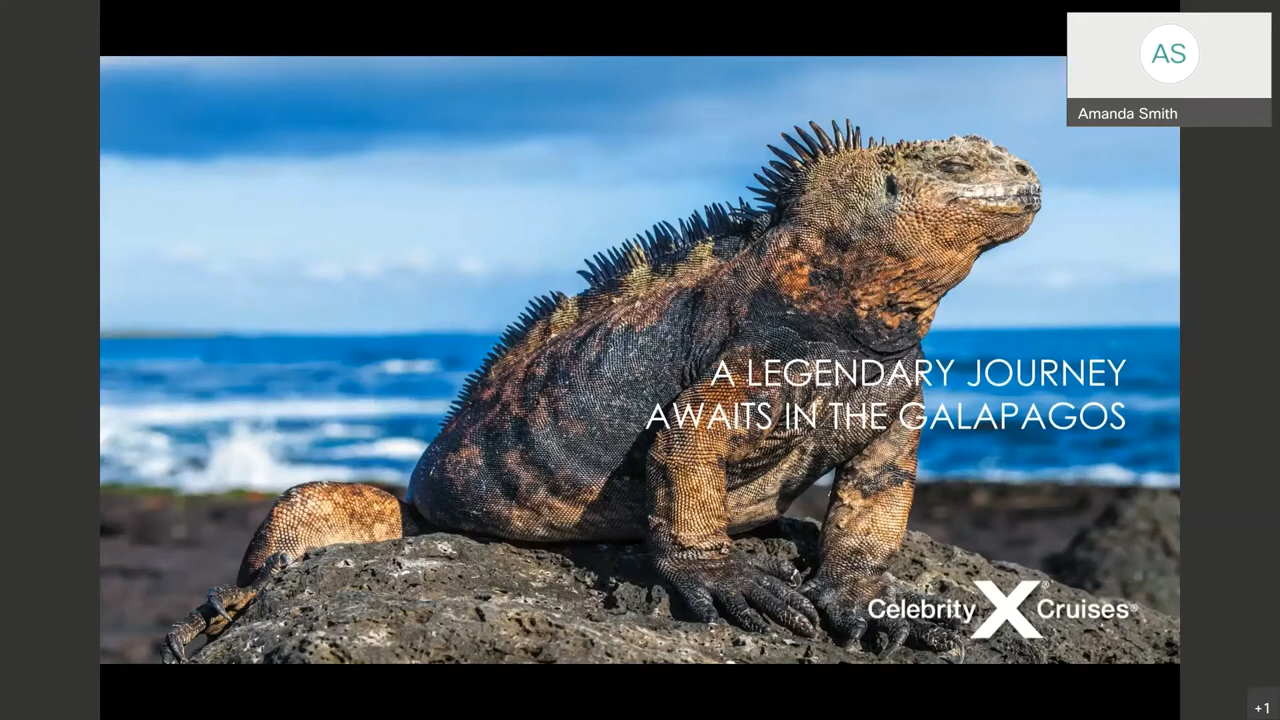 AS
Amanda Smith
A LEGENDARY JOURNEY
AWAITS IN THE GALAPAGOS
Celebrity X® Cruises®
+1